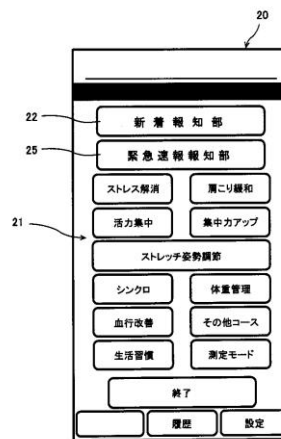 20
22
新着報知部
25
緊急速報報知部
ストレス解消 肩こり緩和
21
活力集中 集中力アップ
ストレッチ姿勢調節
シンクロ 体重管理
血行改善 その他コース
生活習慣 測定モード
終了
履歴 設定